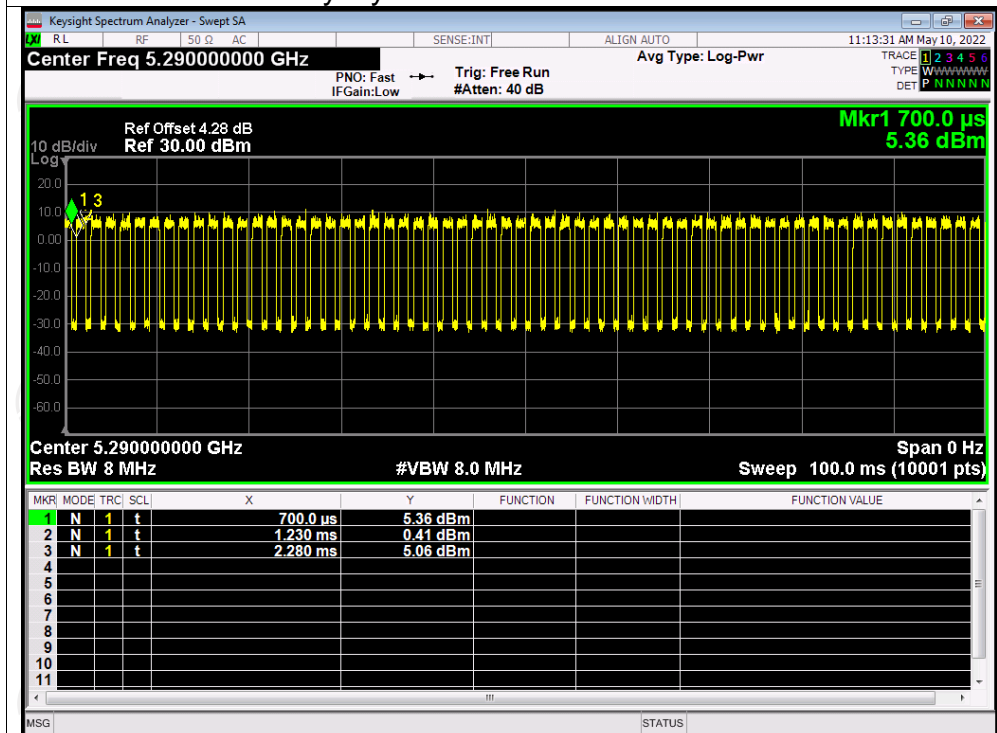 Keysight Spectrum Analyzer - Swept SA
LXI RL RF 50 Ω AC SENSE:INT ALIGN AUTO 11:13:31 AM May 10, 2022
Center Freq 5.290000000 GHz Avg Type: Log-Pwr TRACE 1 2 3 4 5 6
PNO: Fast Trig: Free Run TYPE WWWWWW
IFGain:Low #Atten: 40 dB DET P N N N N N
Mkr1 700.0 µs
Ref Offset 4.28 dB
10 dB/div Ref 30.00 dBm 5.36 dBm
Log
20.0
1 3
10.0
0.00
-10.0
-20.0
-30.0
-40.0
-50.0
-60.0
Center 5.290000000 GHz Span 0 Hz
Res BW 8 MHz #VBW 8.0 MHz Sweep 100.0 ms (10001 pts)
MKR MODE TRC SCL X Y FUNCTION FUNCTION WIDTH FUNCTION VALUE
1 N 1 t 700.0 µs 5.36 dBm
2 N 1 t 1.230 ms 0.41 dBm
3 N 1 t 2.280 ms 5.06 dBm
4
5
6
7
8
9
10
11
MSG STATUS